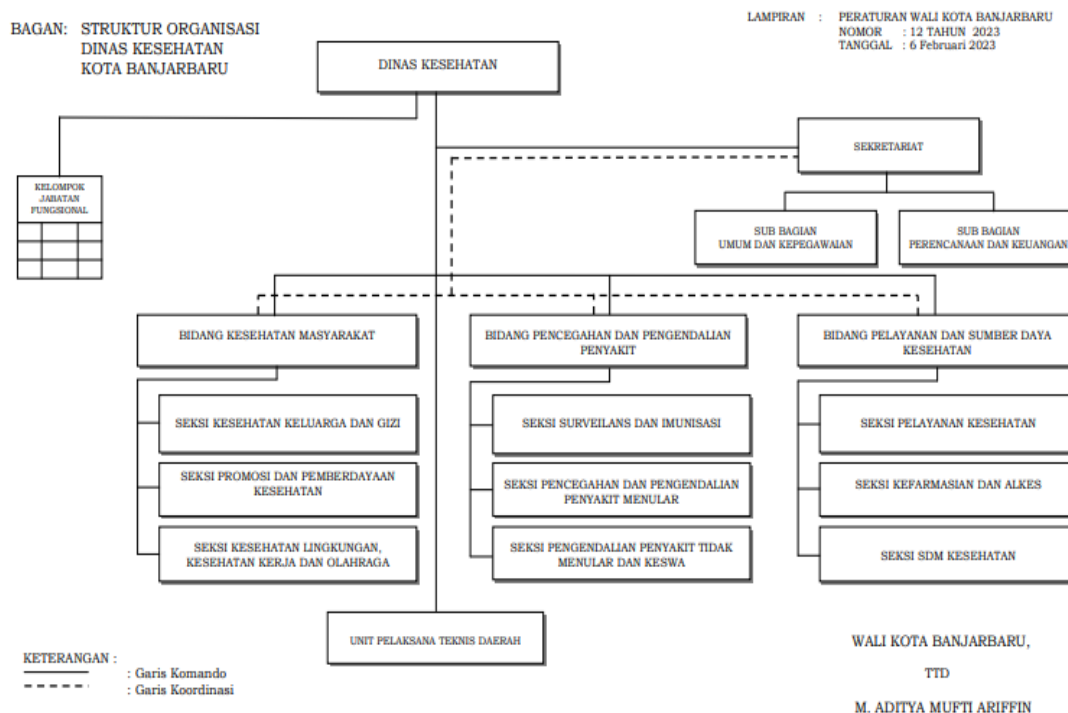 BAGAN: STRUKTUR ORGANISASI
DINAS KESEHATAN
KOTA BANJARBARU
LAMPIRAN : PERATURAN WALI KOTA BANJARBARU
NOMOR : 12 TAHUN 2023
TANGGAL : 6 Februari 2023
DINAS KESEHATAN
SEKRETARIAT
KELOMPOK
JABATAN
FUNGSIONAL
SUB BAGIAN
UMUM DAN KEPEGAWAIAN
SUB BAGIAN
PERENCANAAN DAN KEUANGAN
BIDANG KESEHATAN MASYARAKAT
BIDANG PENCEGAHAN DAN PENGENDALIAN
PENYAKIT
BIDANG PELAYANAN DAN SUMBER DAYA
KESEHATAN
SEKSI KESEHATAN KELUARGA DAN GIZI
SEKSI SURVEILANS DAN IMUNISASI
SEKSI PELAYANAN KESEHATAN
SEKSI PROMOSI DAN PEMBERDAYAAN
KESEHATAN
SEKSI PENCEGAHAN DAN PENGENDALIAN
PENYAKIT MENULAR
SEKSI KEFARMASIAN DAN ALKES
SEKSI KESEHATAN LINGKUNGAN,
KESEHATAN KERJA DAN OLAHRAGA
SEKSI PENGENDALIAN PENYAKIT TIDAK
MENULAR DAN KESWA
SEKSI SDM KESEHATAN
UNIT PELAKSANA TEKNIS DAERAH
KETERANGAN :
: Garis Komando
: Garis Koordinasi
WALI KOTA BANJARBARU,
TTD
M. ADITYA MUFTI ARIFFIN